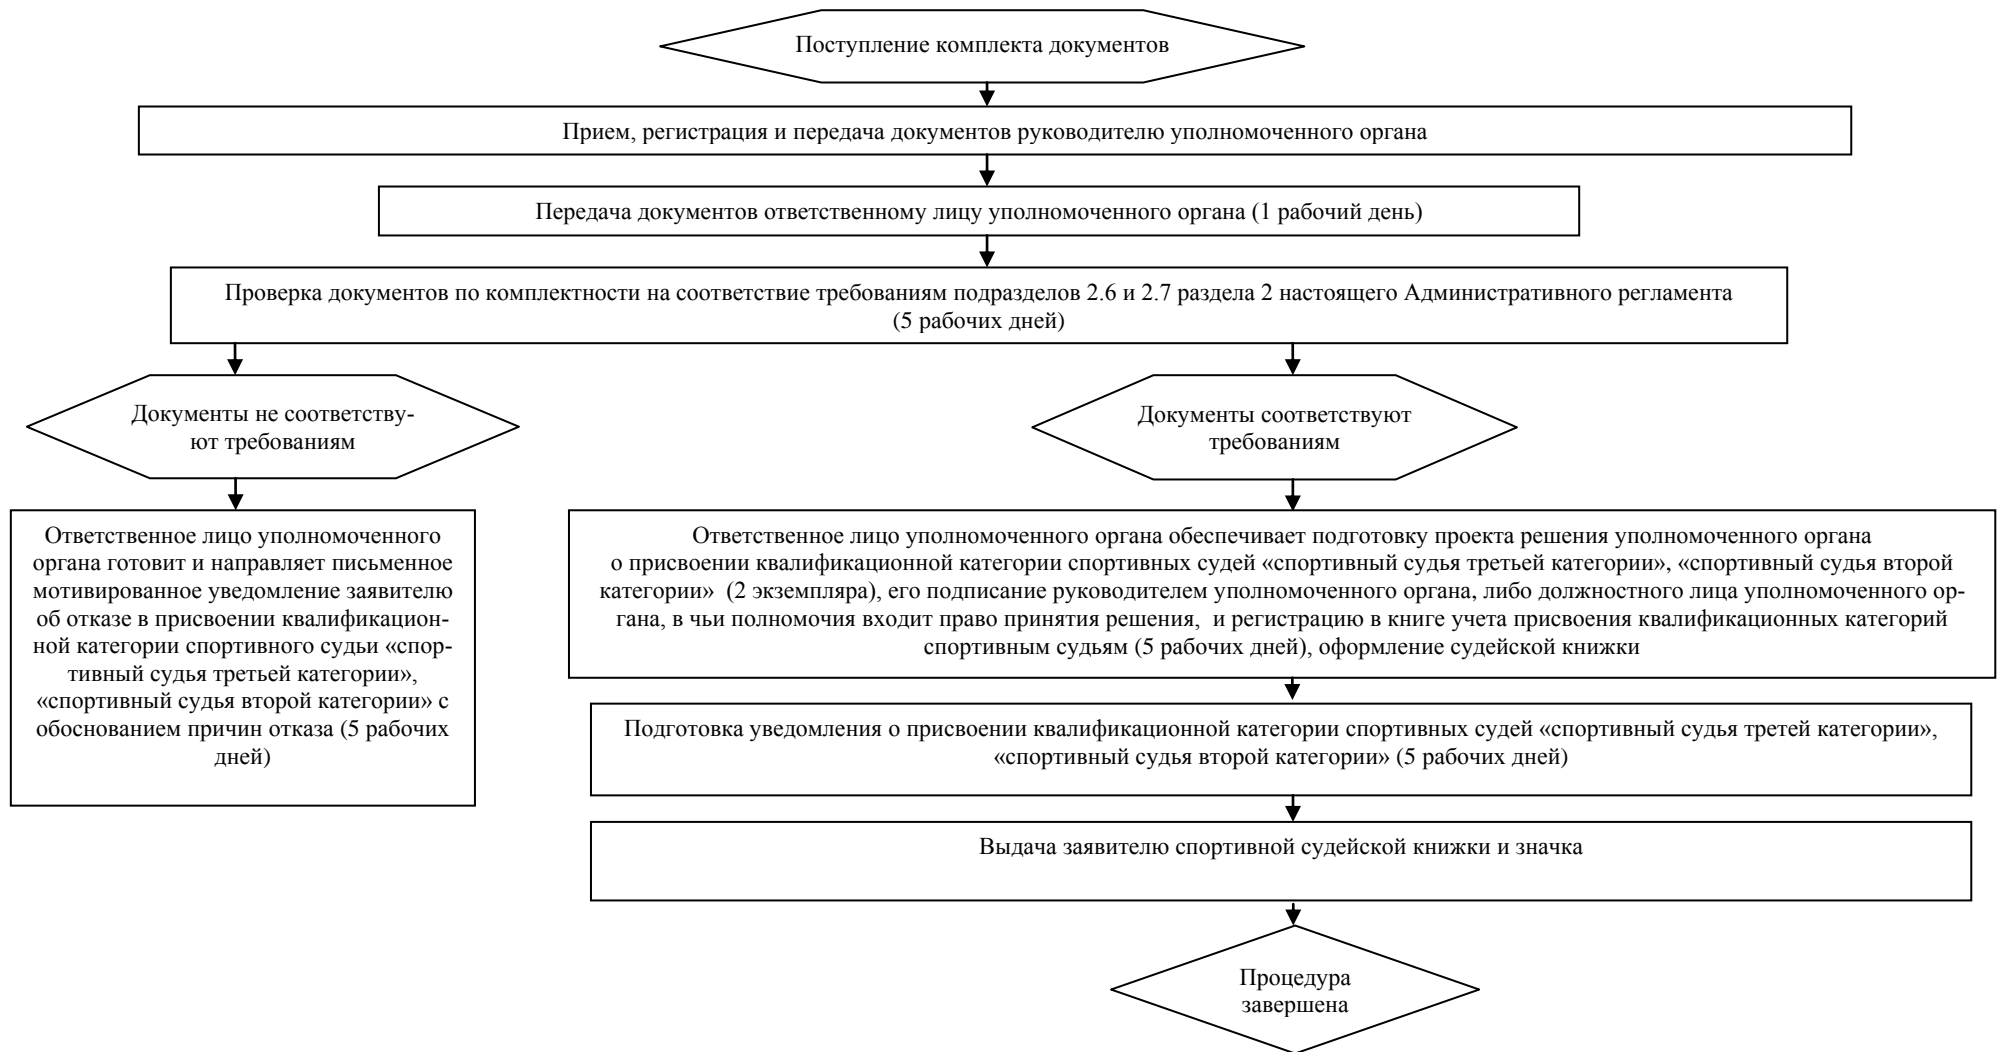 Поступление комплекта документов
Прием, регистрация и передача документов руководителю уполномоченного органа
Передача документов ответственному лицу уполномоченного органа (1 рабочий день)
Проверка документов по комплектности на соответствие требованиям подразделов 2.6 и 2.7 раздела 2 настоящего Административного регламента
(5 рабочих дней)
Документы не соответству-
ют требованиям
Документы соответствуют
требованиям
Ответственное лицо уполномоченного
органа готовит и направляет письменное
мотивированное уведомление заявителю
об отказе в присвоении квалификацион-
ной категории спортивного судьи «спор-
тивный судья третьей категории»,
«спортивный судья второй категории» с
обоснованием причин отказа (5 рабочих
дней)
Ответственное лицо уполномоченного органа обеспечивает подготовку проекта решения уполномоченного органа
о присвоении квалификационной категории спортивных судей «спортивный судья третьей категории», «спортивный судья второй
категории» (2 экземпляра), его подписание руководителем уполномоченного органа, либо должностного лица уполномоченного ор-
гана, в чьи полномочия входит право принятия решения, и регистрацию в книге учета присвоения квалификационных категорий
спортивным судьям (5 рабочих дней), оформление судейской книжки
Подготовка уведомления о присвоении квалификационной категории спортивных судей «спортивный судья третей категории»,
«спортивный судья второй категории» (5 рабочих дней)
Выдача заявителю спортивной судейской книжки и значка
Процедура
завершена